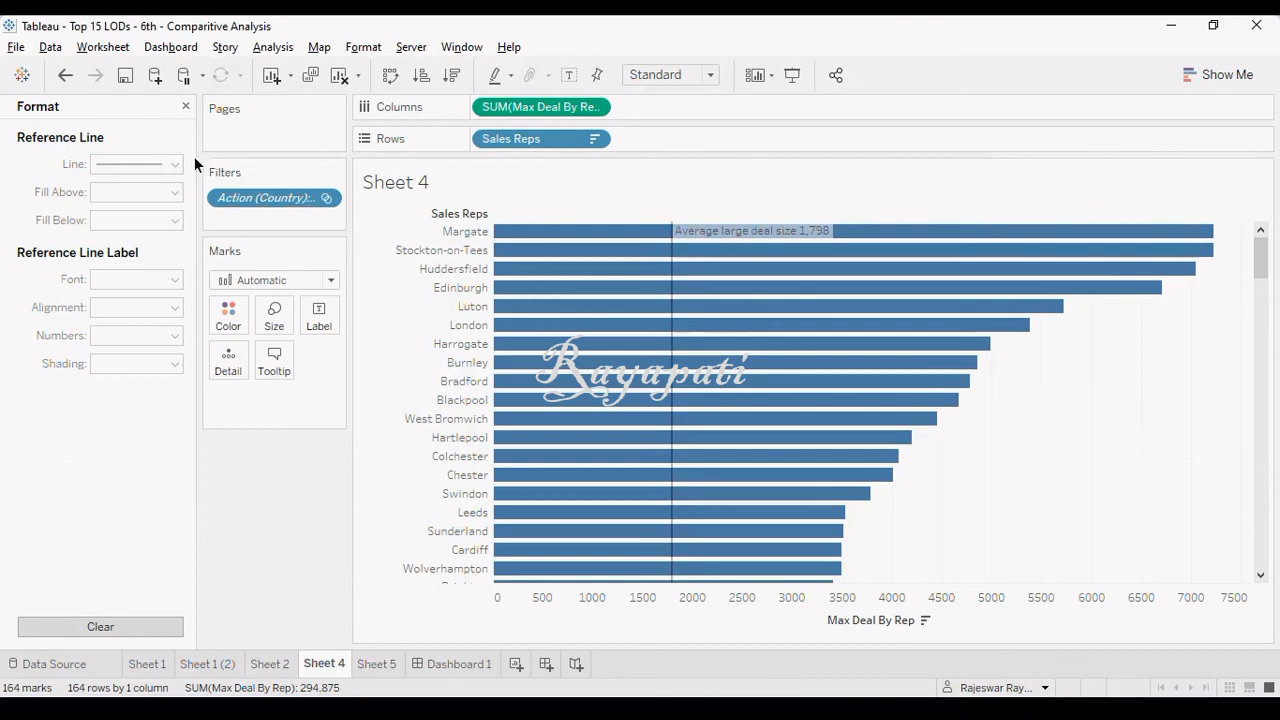 Tableau - Top 15 LODs - 6th - Comparitive Analysis
File Data Worksheet Dashboard Story Analysis Map Format Server Window Help
Standard
Show Me
Format
Reference Line
Line:
Fill Above:
Fill Below:
Reference Line Label
Font:
Alignment:
Numbers:
Shading:
Clear
Pages
Filters
Action (Country):..
Marks
Automatic
Color Size Label
Detail Tooltip
Columns SUM(Max Deal By Re..
Rows Sales Reps
Sheet 4
Sales Reps
Margate
Average large deal size 1,798
Stockton-on-Tees
Huddersfield
Edinburgh
Luton
London
Harrogate
Burnley
Bradford
Blackpool
West Bromwich
Hartlepool
Colchester
Chester
Swindon
Leeds
Sunderland
Cardiff
Wolverhampton
Rayapati
0 500 1000 1500 2000 2500 3000 3500 4000 4500 5000 5500 6000 6500 7000 7500
Max Deal By Rep
Data Source Sheet 1 Sheet 1 (2) Sheet 2 Sheet 4 Sheet 5 Dashboard 1
164 marks 164 rows by 1 column SUM(Max Deal By Rep): 294,875
Rajeswar Ray...